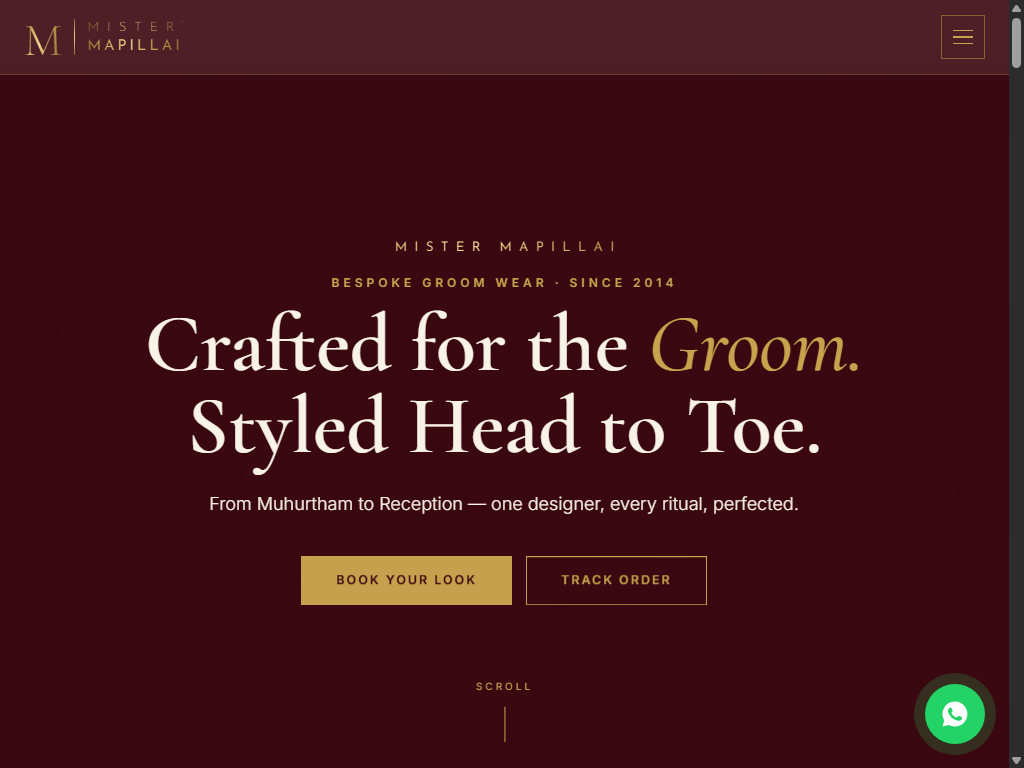 M
MISTER
MAPILLAI
MISTER MAPILLAI
BESPOKE GROOM WEAR · SINCE 2014
Crafted for the Groom.
Styled Head to Toe.
From Muhurtham to Reception — one designer, every ritual, perfected.
BOOK YOUR LOOK
TRACK ORDER
SCROLL